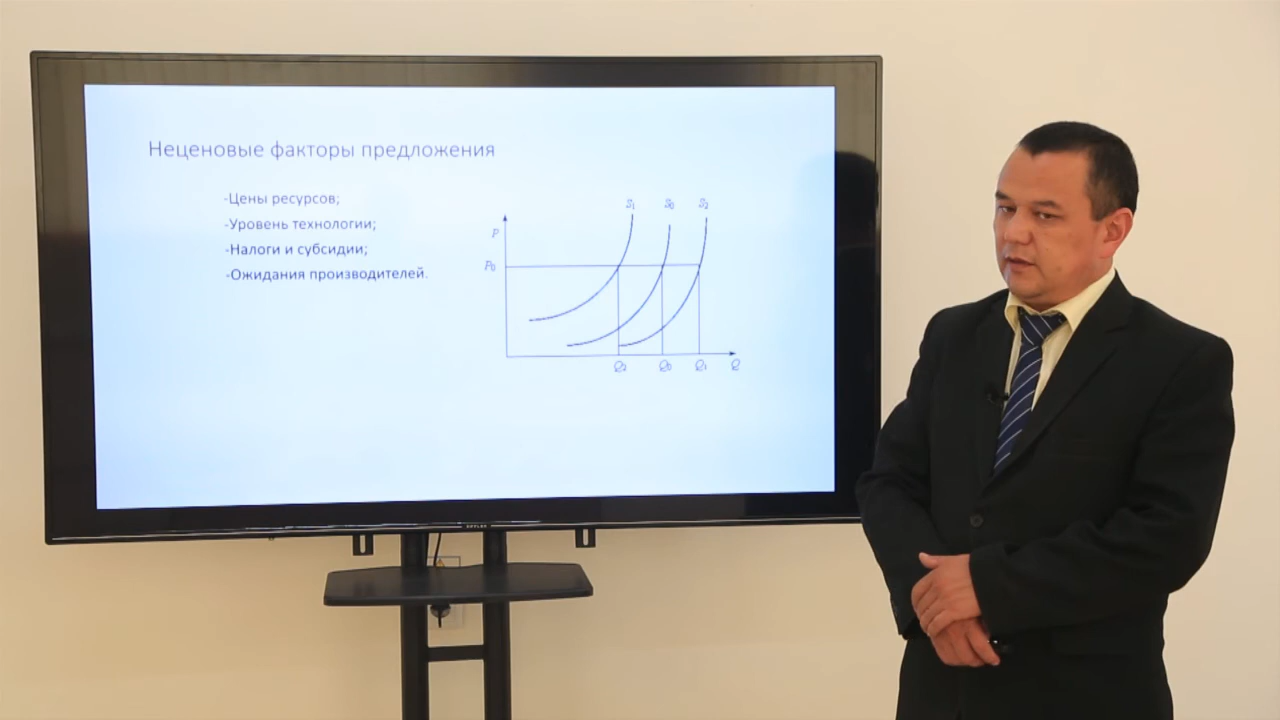 Неценовые факторы предложения
-Цены ресурсов;
-Уровень технологии;
-Налоги и субсидии;
-Ожидания производителей.
S₁ S₀ S₂
P
P₀
Q₂ Q₀ Q₁ Q